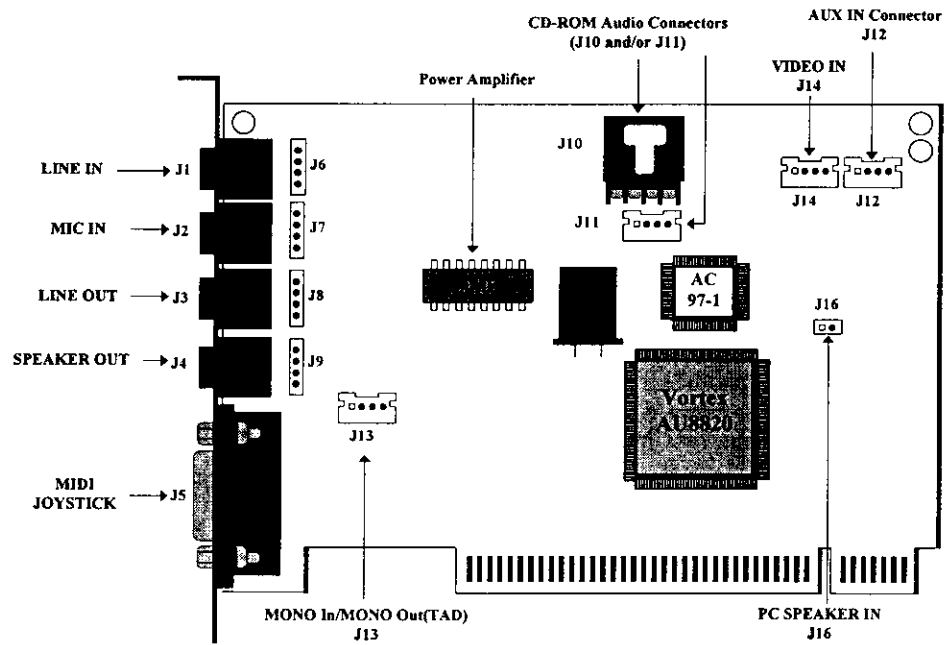 CD-ROM Audio Connectors
(J10 and/or J11)
AUX IN Connector
J12
VIDEO IN
J14
Power Amplifier
J10
LINE IN
J1
J6
J14
J12
J11
MIC IN
J2
J7
AC
97-1
LINE OUT
J3
J8
J16
SPEAKER OUT
J4
J9
Vortex
AU8820
J13
MIDI
JOYSTICK
J5
MONO In/MONO Out(TAD)
J13
PC SPEAKER IN
J16